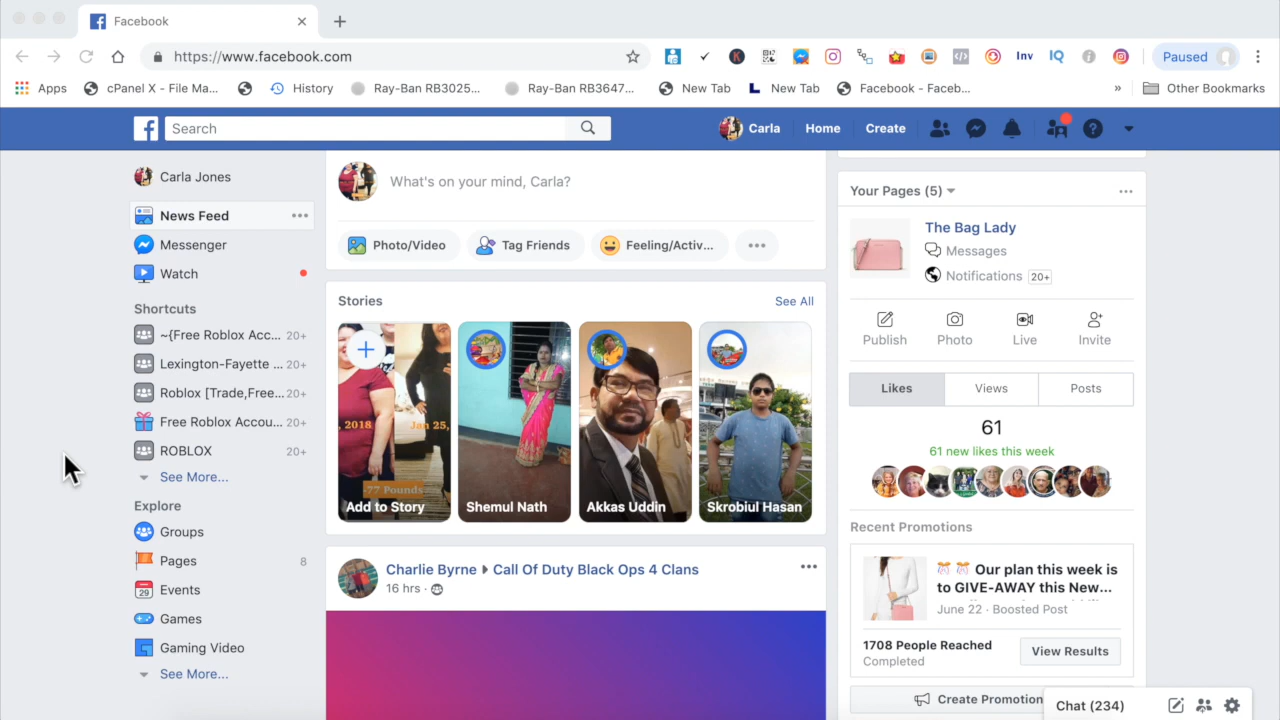 Facebook
https://www.facebook.com
Inv
IQ
Paused
Apps
cPanel X - File Ma...
History
Ray-Ban RB3025...
Ray-Ban RB3647...
New Tab
New Tab
Facebook - Faceb...
»
Other Bookmarks
Search
Carla
Home
Create
Carla Jones
News Feed
Messenger
Watch
Shortcuts
~{Free Roblox Acc... 20+
Lexington-Fayette ... 20+
Roblox [Trade,Free... 20+
Free Roblox Accou... 20+
ROBLOX 20+
See More...
Explore
Groups
Pages 8
29 Events
Games
Gaming Video
See More...
What's on your mind, Carla?
Photo/Video
Tag Friends
Feeling/Activ...
Stories
See All
, 2018
Jan 25,
-77 Pounds
Add to Story
Shemul Nath
Akkas Uddin
Skrobiul Hasan
Charlie Byrne Call Of Duty Black Ops 4 Clans
16 hrs ·
Your Pages (5)
The Bag Lady
Messages
Notifications 20+
Publish
Photo
Live
Invite
Likes
Views
Posts
61
61 new likes this week
Recent Promotions
Our plan this week is
to GIVE-AWAY this New...
June 22 · Boosted Post
1708 People Reached
Completed
View Results
Create Promotion
Chat (234)